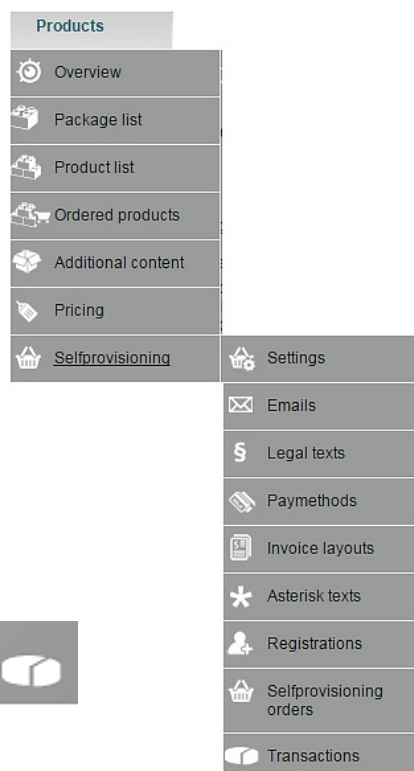 Products
Overview
Package list
Product list
Ordered products
Additional content
Pricing
Selfprovisioning
Settings
Emails
§ Legal texts
Paymethods
Invoice layouts
Asterisk texts
Registrations
Selfprovisioning
orders
Transactions